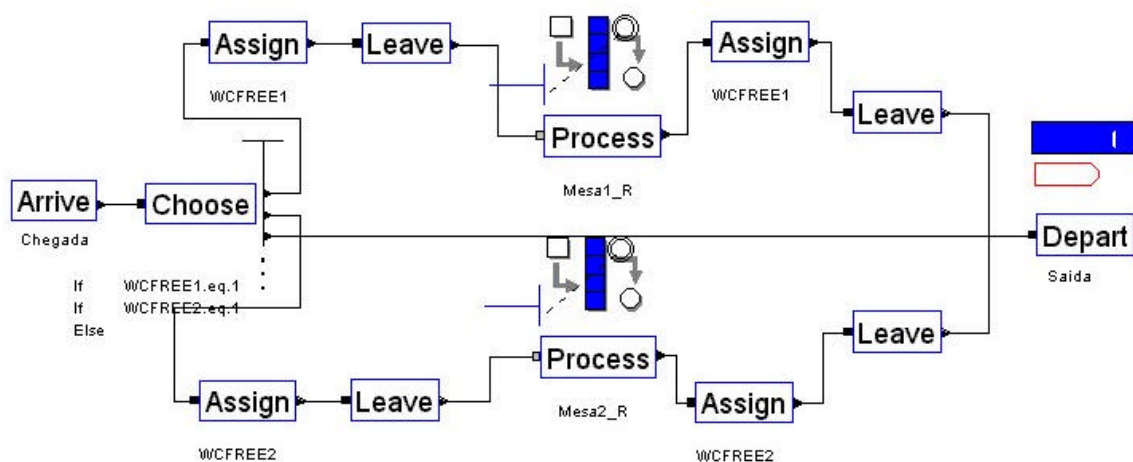 Assign
Leave
Assign
WCFREE1
WCFREE1
Leave
Process
Mesa1_R
Arrive
Choose
Chegada
Depart
Saida
If WCFREE1.eq.1
If WCFREE2.eq.1
Else
Leave
Process
Mesa2_R
Assign
Leave
Assign
WCFREE2
WCFREE2